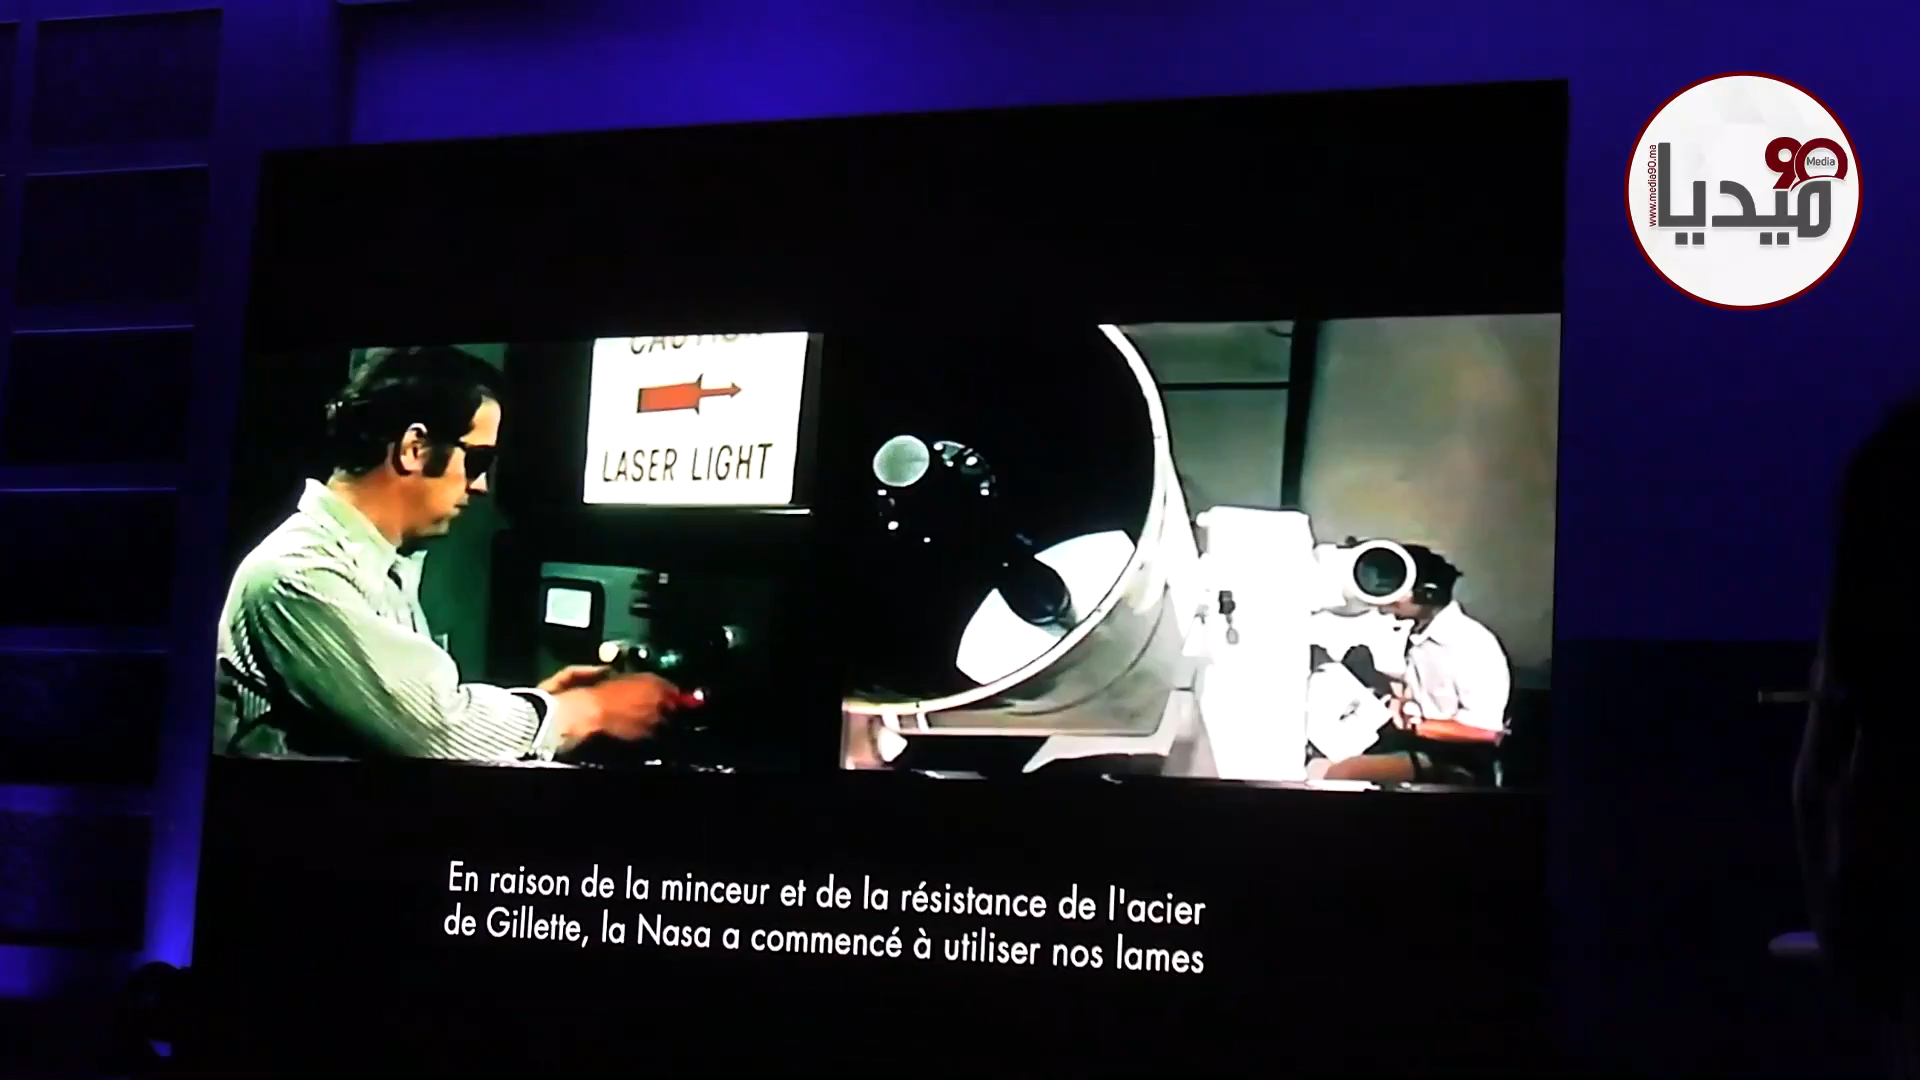 90
Media
ميديا
www.media90.ma
CAUTION
LASER LIGHT
En raison de la minceur et de la résistance de l'acier
de Gillette, la Nasa a commencé à utiliser nos lames